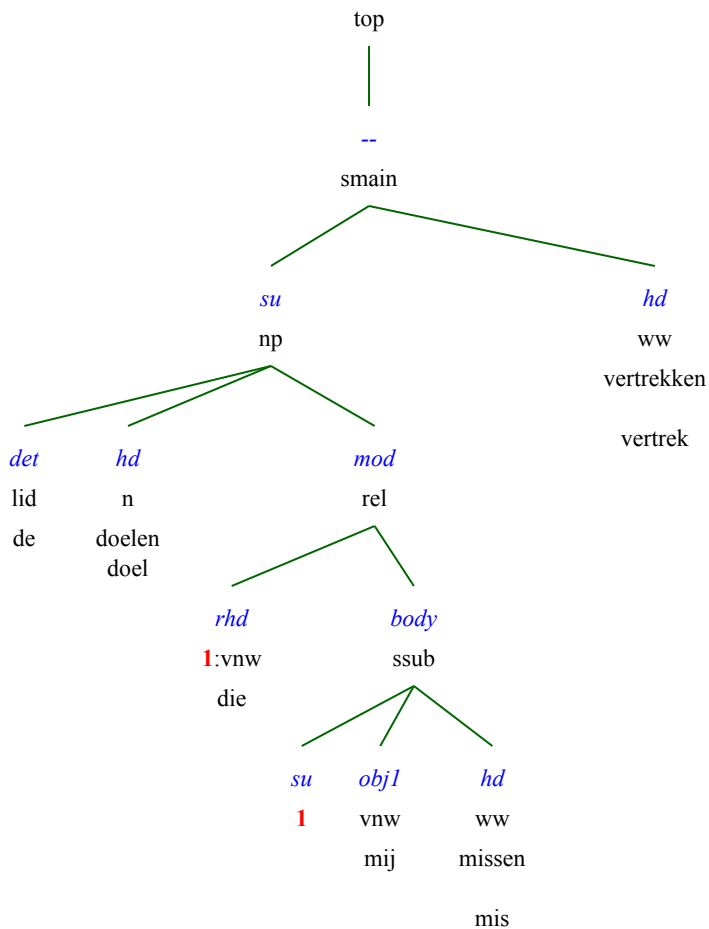 top
--
smain
su hd
np ww
vertrekken
vertrek
det hd mod
lid n rel
de doelen
doel
rhd body
1:vnw ssub
die
su obj1 hd
1 vnw ww
mij missen
mis